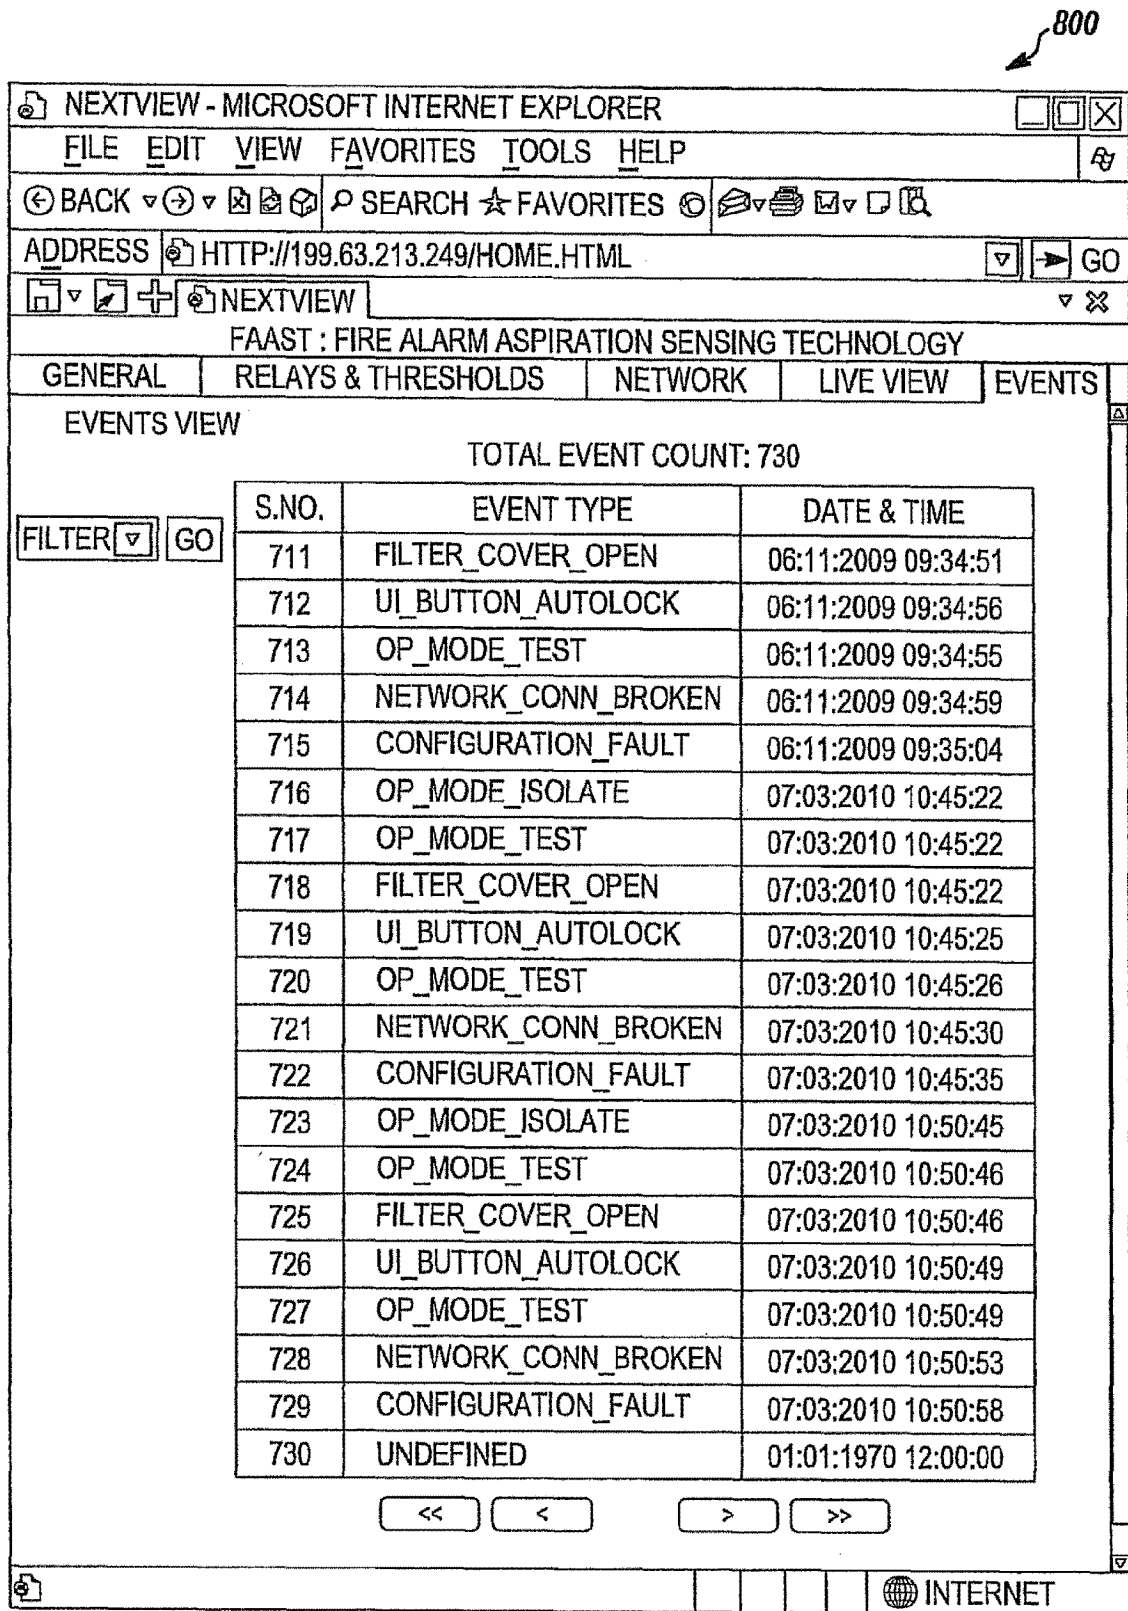 800
NEXTVIEW - MICROSOFT INTERNET EXPLORER
FILE EDIT VIEW FAVORITES TOOLS HELP
BACK SEARCH FAVORITES
ADDRESS HTTP://199.63.213.249/HOME.HTML GO
NEXTVIEW
FAAST : FIRE ALARM ASPIRATION SENSING TECHNOLOGY
GENERAL RELAYS & THRESHOLDS NETWORK LIVE VIEW EVENTS
EVENTS VIEW
TOTAL EVENT COUNT: 730
FILTER GO
S.NO. EVENT TYPE DATE & TIME
711 FILTER_COVER_OPEN 06:11:2009 09:34:51
712 UI_BUTTON_AUTOLOCK 06:11:2009 09:34:56
713 OP_MODE_TEST 06:11:2009 09:34:55
714 NETWORK_CONN_BROKEN 06:11:2009 09:34:59
715 CONFIGURATION_FAULT 06:11:2009 09:35:04
716 OP_MODE_ISOLATE 07:03:2010 10:45:22
717 OP_MODE_TEST 07:03:2010 10:45:22
718 FILTER_COVER_OPEN 07:03:2010 10:45:22
719 UI_BUTTON_AUTOLOCK 07:03:2010 10:45:25
720 OP_MODE_TEST 07:03:2010 10:45:26
721 NETWORK_CONN_BROKEN 07:03:2010 10:45:30
722 CONFIGURATION_FAULT 07:03:2010 10:45:35
723 OP_MODE_ISOLATE 07:03:2010 10:50:45
724 OP_MODE_TEST 07:03:2010 10:50:46
725 FILTER_COVER_OPEN 07:03:2010 10:50:46
726 UI_BUTTON_AUTOLOCK 07:03:2010 10:50:49
727 OP_MODE_TEST 07:03:2010 10:50:49
728 NETWORK_CONN_BROKEN 07:03:2010 10:50:53
729 CONFIGURATION_FAULT 07:03:2010 10:50:58
730 UNDEFINED 01:01:1970 12:00:00
<< < > >>
INTERNET